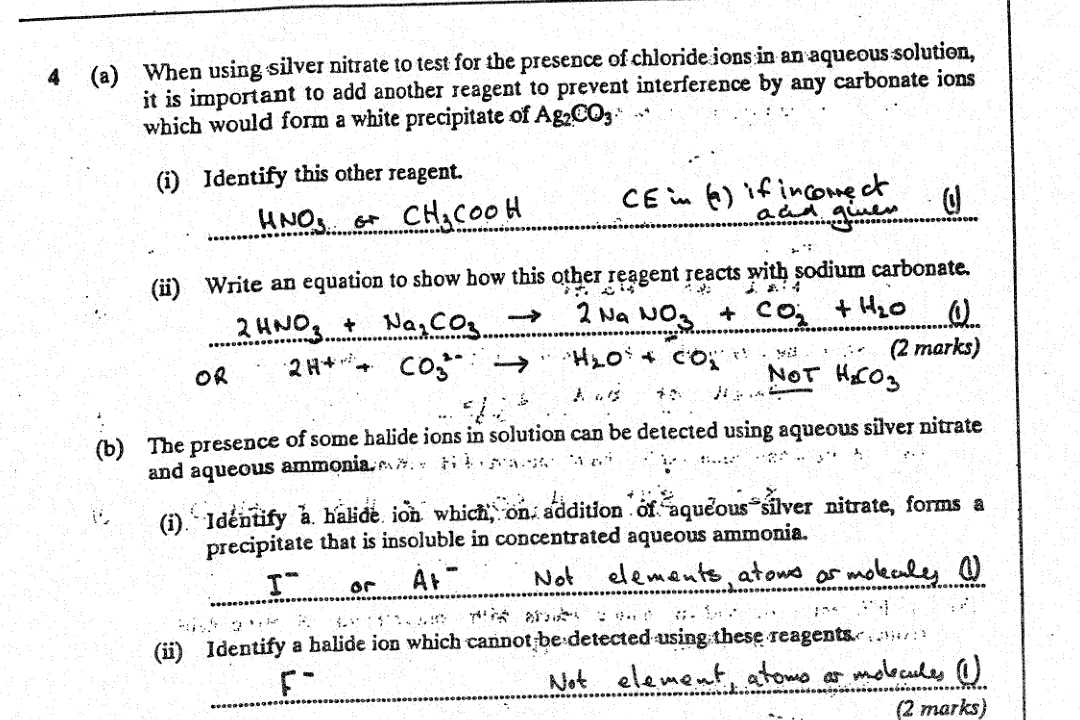 4 (a) When using silver nitrate to test for the presence of chloride ions in an aqueous solution,
it is important to add another reagent to prevent interference by any carbonate ions
which would form a white precipitate of Ag₂CO₃.
(i) Identify this other reagent.
HNO₃ or CH₃COOH CE in (a) if incorrect
acid given (1)
(ii) Write an equation to show how this other reagent reacts with sodium carbonate.
2HNO₃ + Na₂CO₃ → 2NaNO₃ + CO₂ + H₂O (1)
(2 marks)
OR 2H⁺ + CO₃²⁻ → H₂O + CO₂ NOT H₂CO₃
(b) The presence of some halide ions in solution can be detected using aqueous silver nitrate
and aqueous ammonia.
(i) Identify a halide ion which, on addition of aqueous silver nitrate, forms a
precipitate that is insoluble in concentrated aqueous ammonia.
I⁻ or At⁻ Not elements, atoms or molecules (1)
(ii) Identify a halide ion which cannot be detected using these reagents.
F⁻ Not element, atoms or molecules (1)
(2 marks)